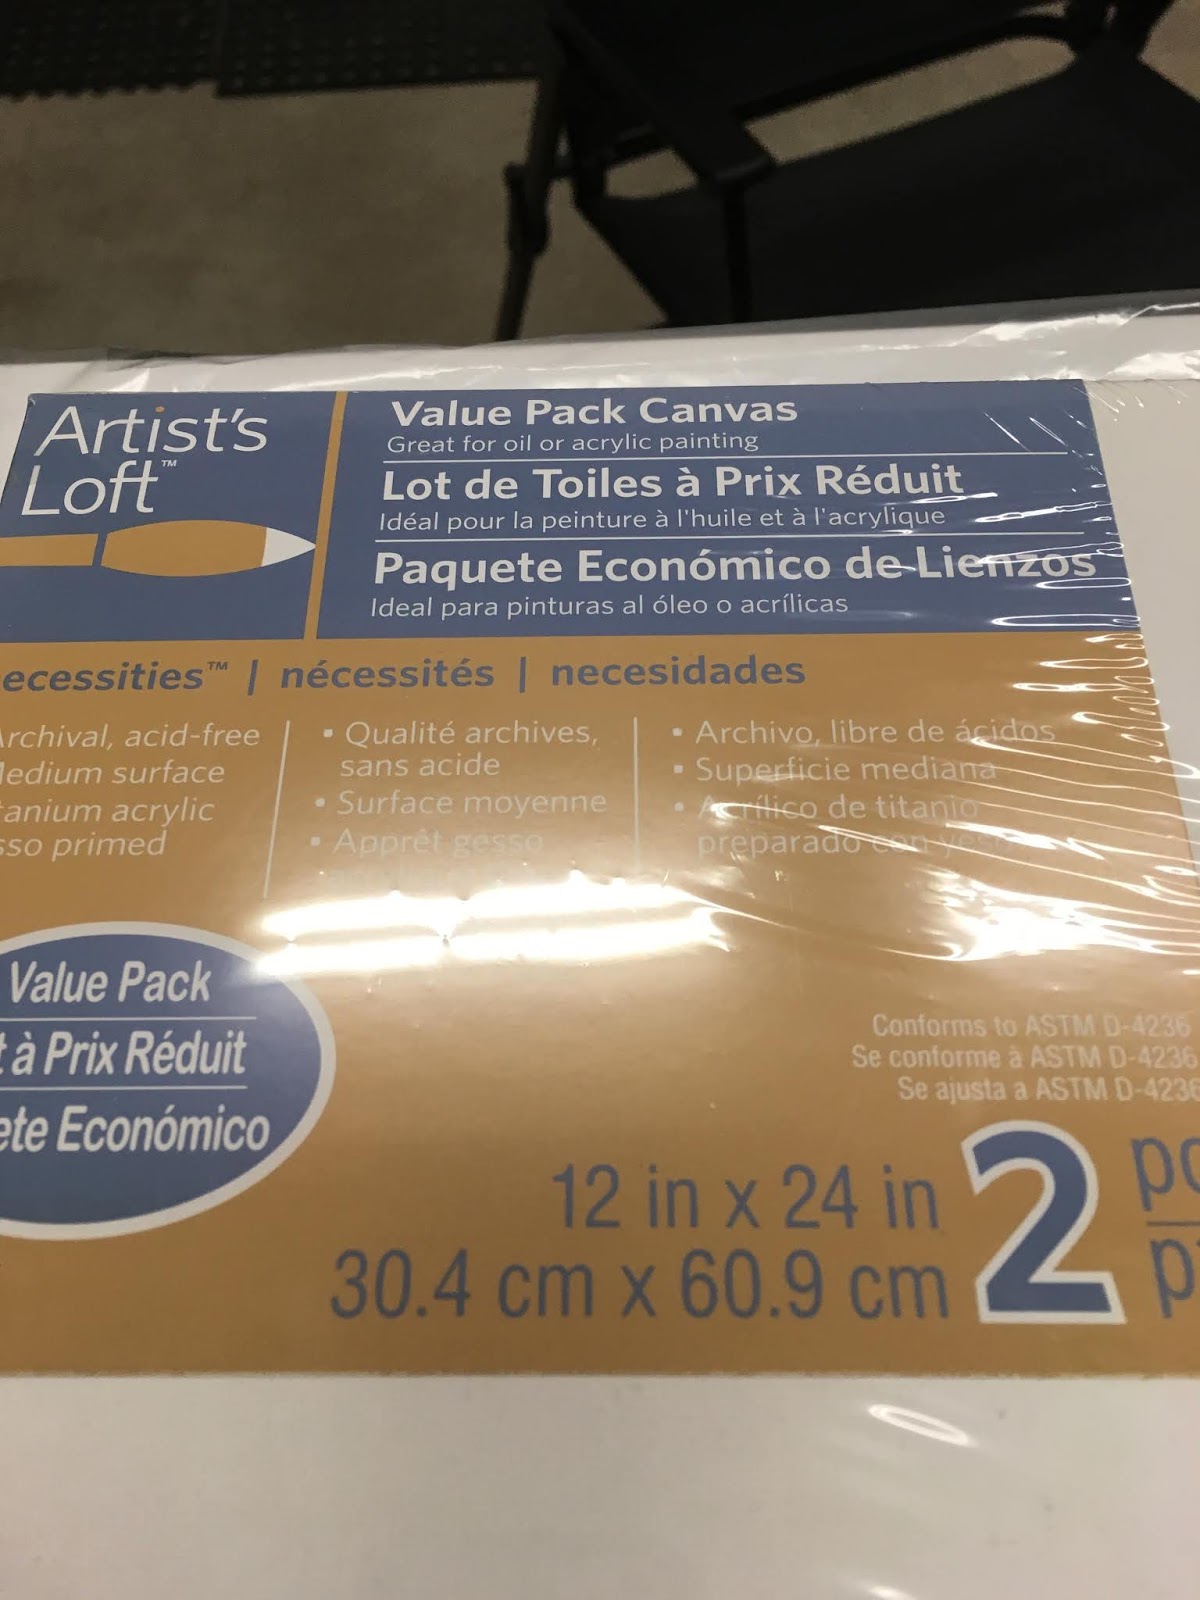 Artist's
Loft™
Value Pack Canvas
Great for oil or acrylic painting
Lot de Toiles à Prix Réduit
Idéal pour la peinture à l'huile et à l'acrylique
Paquete Económico de Lienzos
Ideal para pinturas al óleo o acrílicas
ecessities™ | nécessités | necesidades
Archival, acid-free
Medium surface
tanium acrylic
sso primed
▪ Qualité archives,
sans acide
▪ Surface moyenne
▪ Apprêt gesso
▪ Archivo, libre de ácidos
▪ Superficie mediana
▪ Acrílico de titanio
preparado con yeso
Value Pack
t à Prix Réduit
ete Económico
Conforms to ASTM D-4236
Se conforme à ASTM D-4236
Se ajusta a ASTM D-4236
12 in x 24 in
30.4 cm x 60.9 cm
2